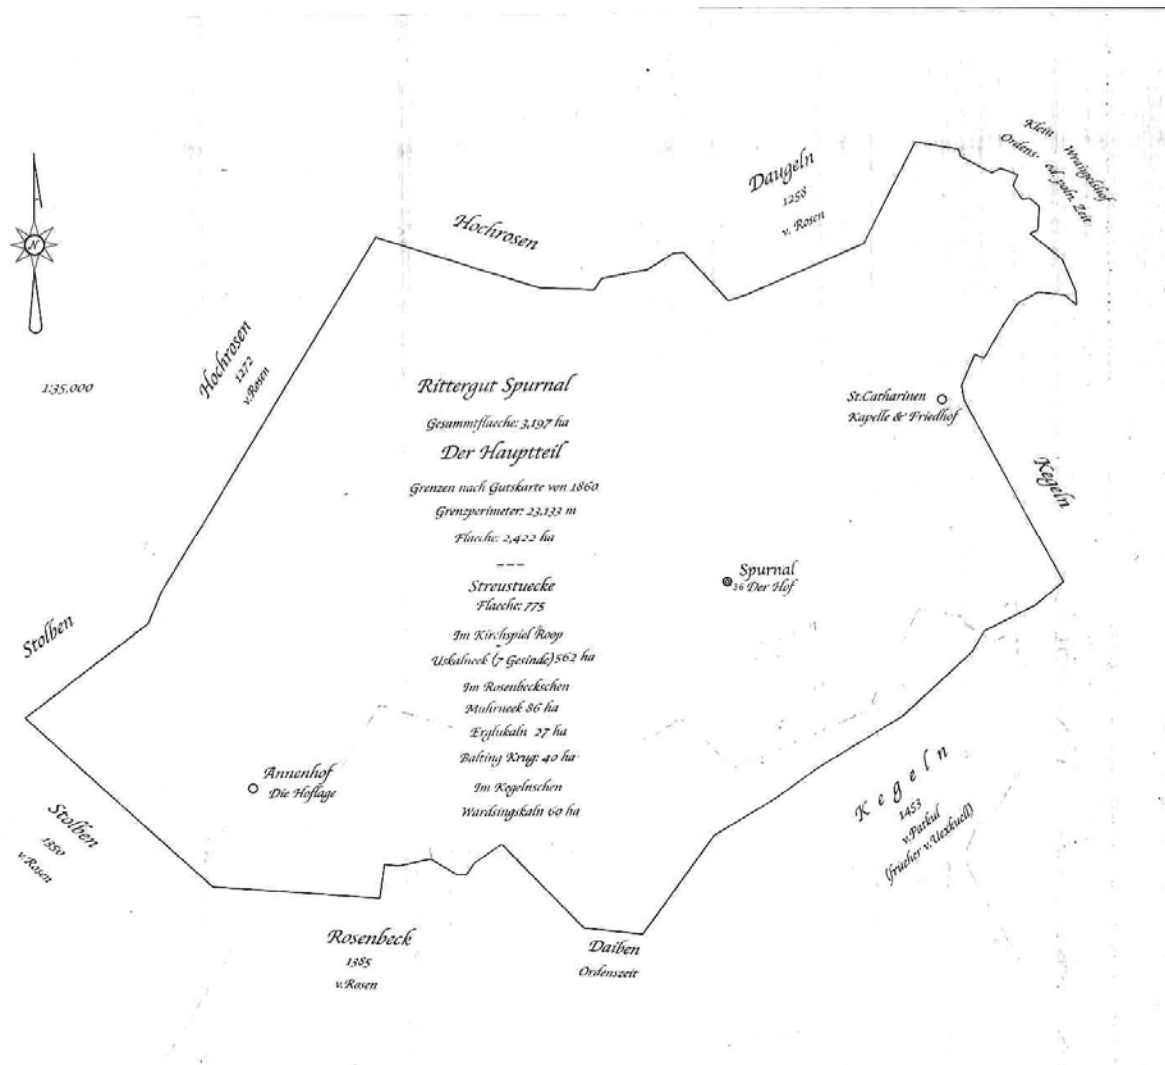 Klein Wrangelshof
Ordens- od. poln. Zeit
Daugeln
1258
v. Rosen
Hochrosen
N
Hochrosen
1272
v.Rosen
1:35,000
Rittergut Spurnal
Gesammtflaeche: 3,197 ha
Der Hauptteil
Grenzen nach Gutskarte von 1860
Grenzperimeter: 23,133 m
Flaeche: 2,422 ha
---
Streustuecke
Flaeche: 775
Im Kirchspiel Roop
Uskalneek (7 Gesinde) 562 ha
Im Rosenbeckschen
Muhrneek 86 ha
Erglukaln 27 ha
Balting Krug: 40 ha
Im Kegelnschen
Wardsingskaln 60 ha
St.Catharinen
Kapelle & Friedhof
Kegeln
Spurnal
36 Der Hof
Stolben
Annenhof
Die Hoflage
Stolben
1350
v.Rosen
Kegeln
1453
v.Patkul
(frueher v.Uexkuell)
Rosenbeck
1385
v.Rosen
Daiben
Ordenszeit